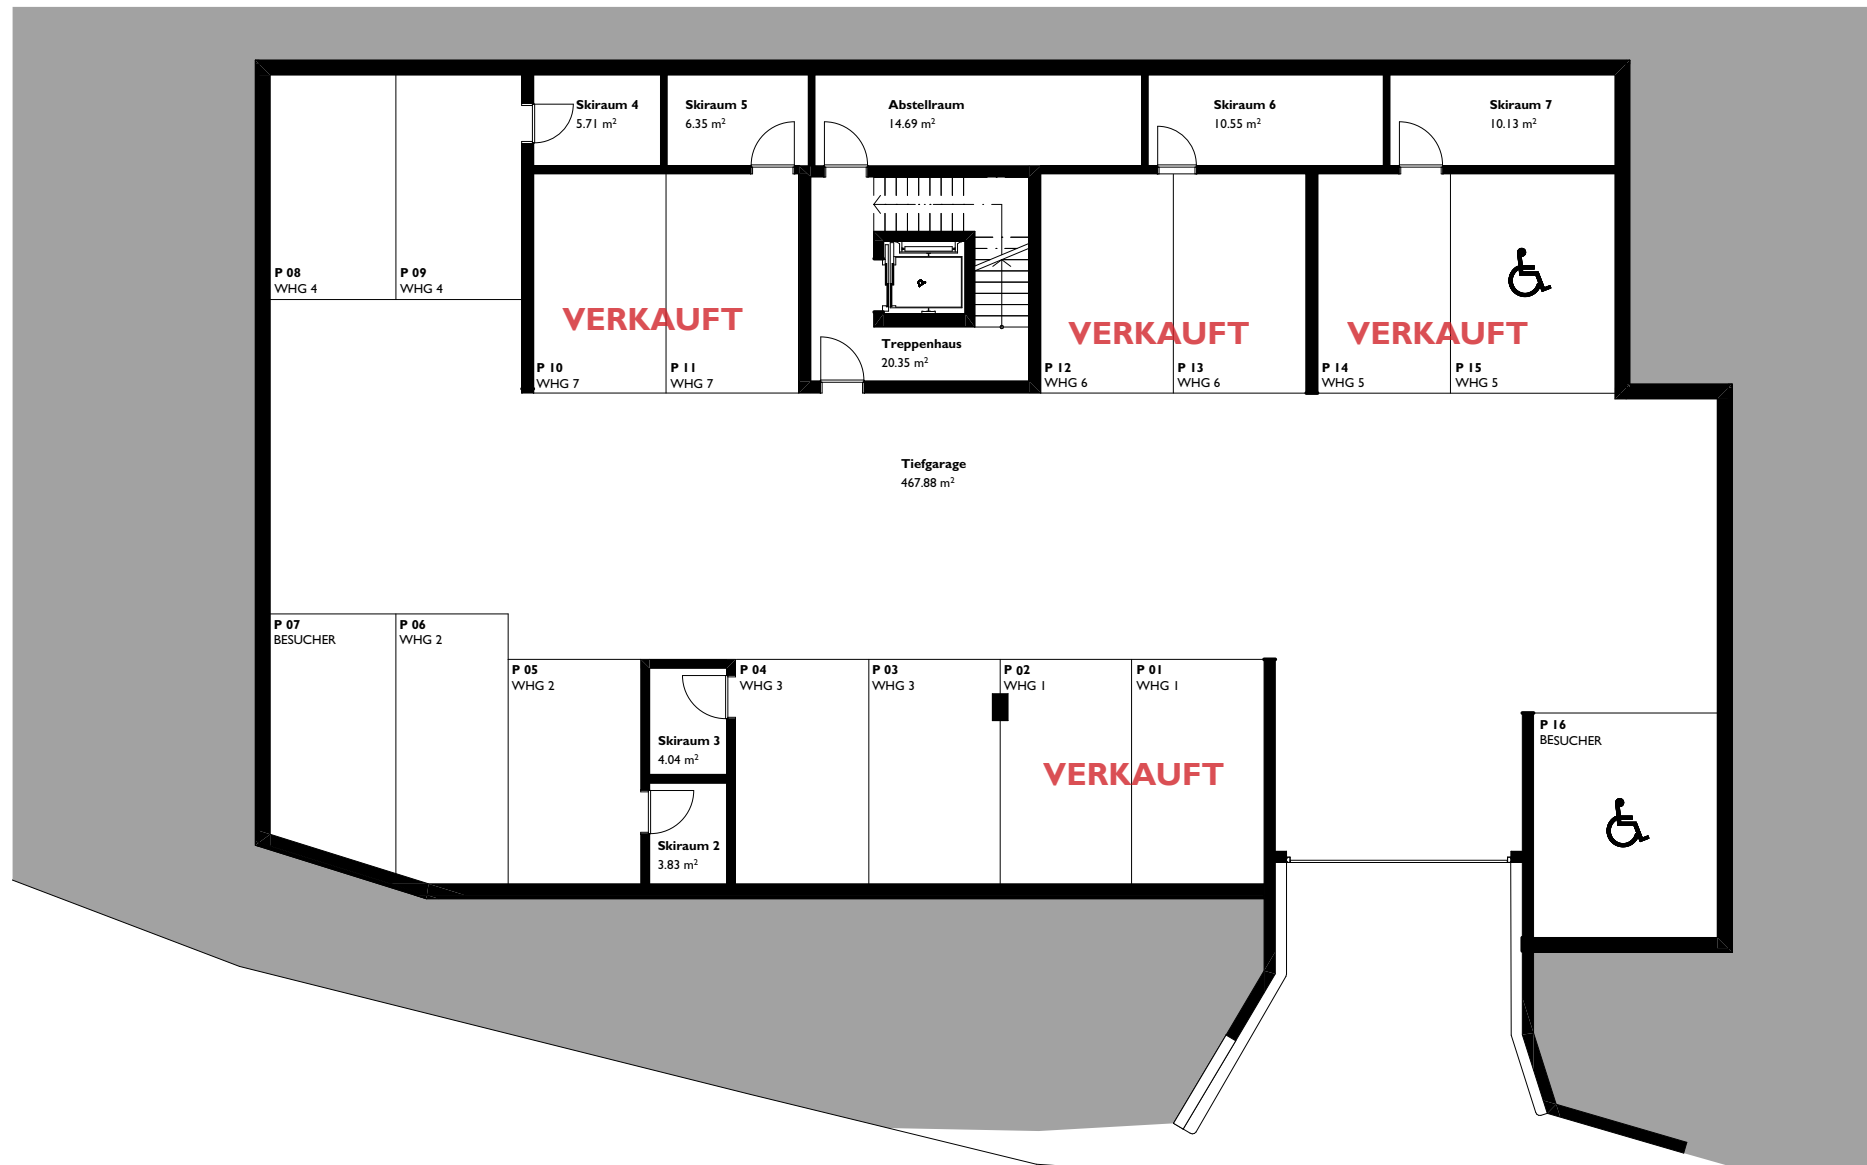 Skiraum 4
5.71 m²
Skiraum 5
6.35 m²
Abstellraum
14.69 m²
Skiraum 6
10.55 m²
Skiraum 7
10.13 m²
P 08
WHG 4
P 09
WHG 4
VERKAUFT
P 10
WHG 7
P 11
WHG 7
Treppenhaus
20.35 m²
VERKAUFT
P 12
WHG 6
P 13
WHG 6
VERKAUFT
P 14
WHG 5
P 15
WHG 5
Tiefgarage
467.88 m²
P 07
BESUCHER
P 06
WHG 2
P 05
WHG 2
Skiraum 3
4.04 m²
Skiraum 2
3.83 m²
P 04
WHG 3
P 03
WHG 3
P 02
WHG 1
P 01
WHG 1
VERKAUFT
P 16
BESUCHER